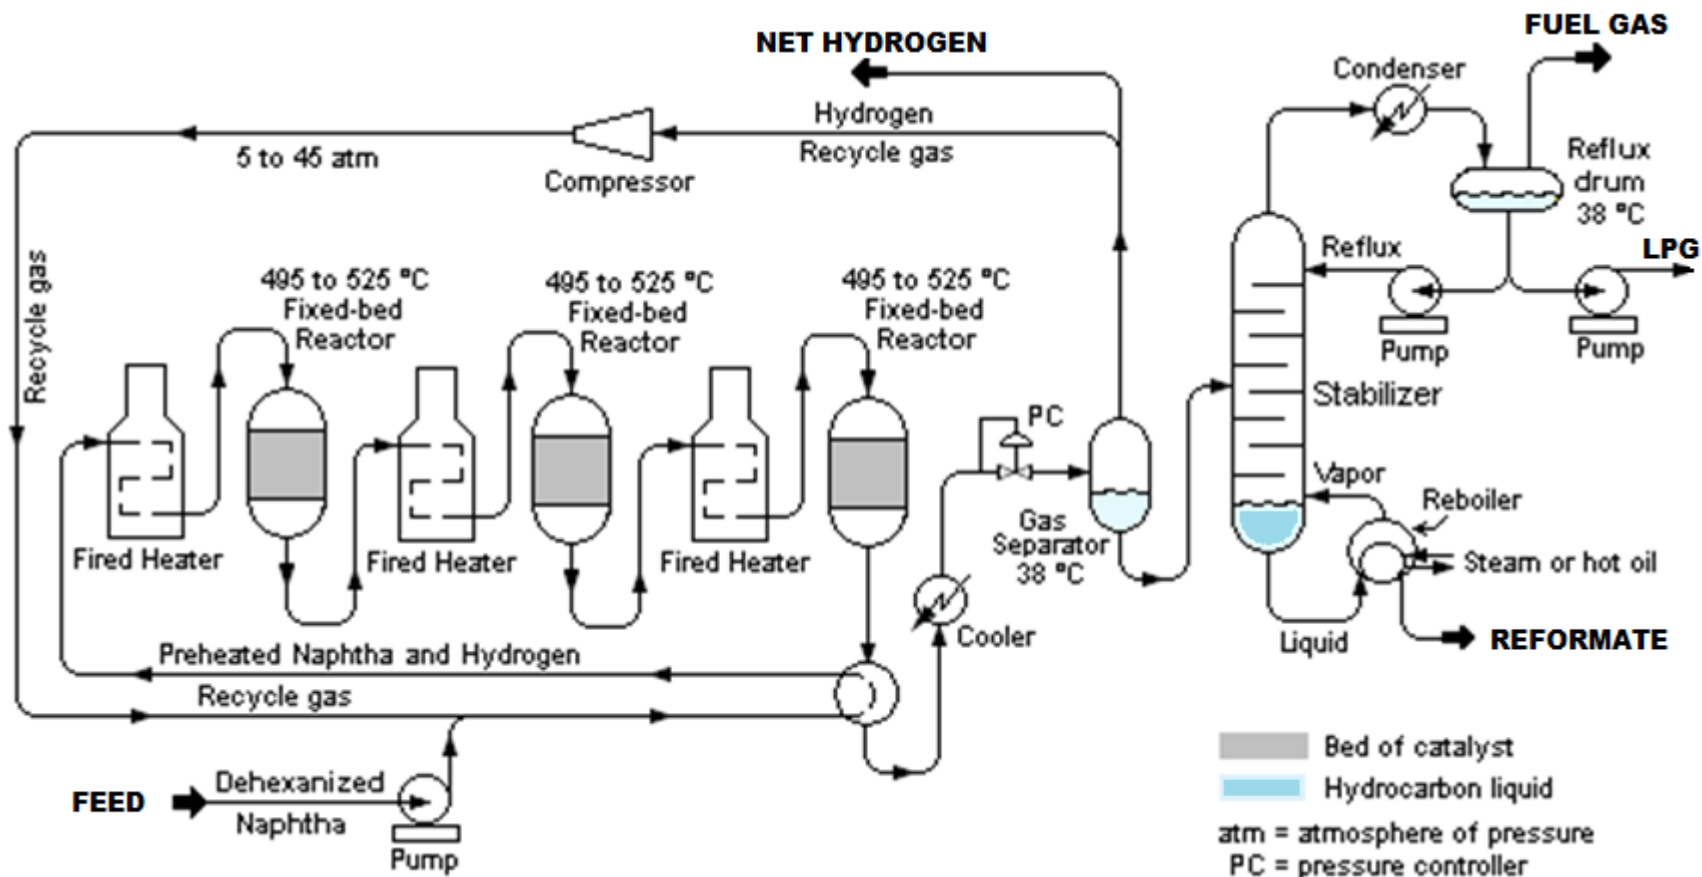 FUEL GAS
NET HYDROGEN
Condenser
Hydrogen
Recycle gas
5 to 45 atm
Compressor
Reflux
drum
38 °C
Reflux
LPG
Pump
Pump
Recycle gas
495 to 525 °C
Fixed-bed
Reactor
495 to 525 °C
Fixed-bed
Reactor
495 to 525 °C
Fixed-bed
Reactor
Stabilizer
PC
Vapor
Reboiler
Steam or hot oil
Gas
Separator
38 °C
Fired Heater
Fired Heater
Fired Heater
Cooler
Liquid
REFORMATE
Preheated Naphtha and Hydrogen
Recycle gas
FEED
Dehexanized
Naphtha
Pump
Bed of catalyst
Hydrocarbon liquid
atm = atmosphere of pressure
PC = pressure controller